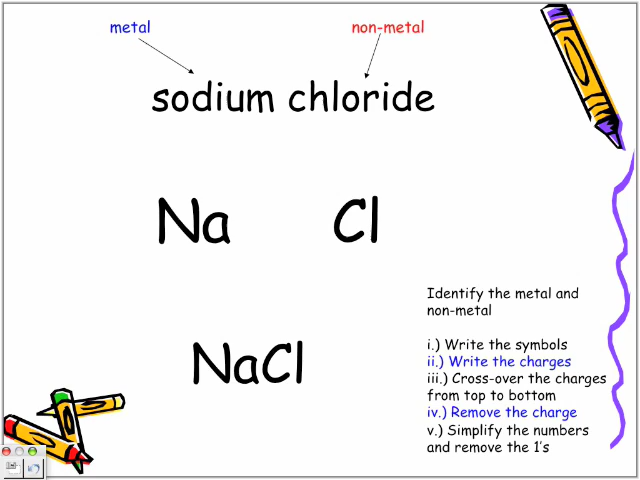 metal non-metal
sodium chloride
Na Cl
NaCl
Identify the metal and
non-metal
i.) Write the symbols
ii.) Write the charges
iii.) Cross-over the charges
from top to bottom
iv.) Remove the charge
v.) Simplify the numbers
and remove the 1's